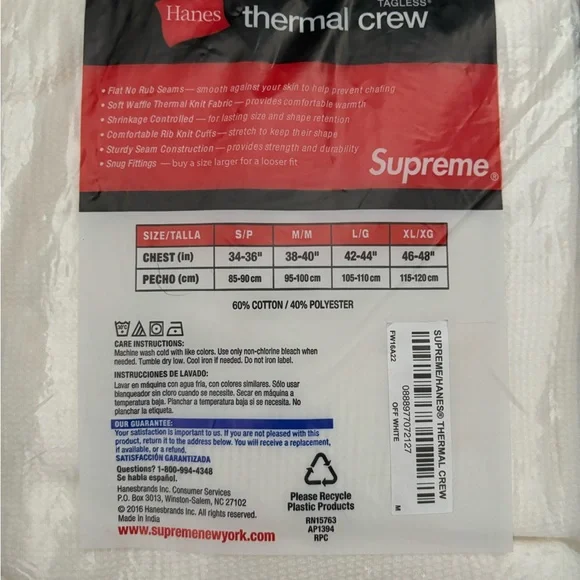 Hanes
TAGLESS®
thermal crew
• Flat No Rub Seams — smooth against your skin to help prevent chafing
• Soft Waffle Thermal Knit Fabric — provides comfortable warmth
• Shrinkage Controlled — for lasting size and shape retention
• Comfortable Rib Knit Cuffs — stretch to keep their shape
• Sturdy Seam Construction — provides strength and durability
• Snug Fittings — buy a size larger for a looser fit
Supreme®
SIZE/TALLA S/P M/M L/G XL/XG
CHEST (in) 34-36" 38-40" 42-44" 46-48"
PECHO (cm) 85-90 cm 95-100 cm 105-110 cm 115-120 cm
60% COTTON / 40% POLYESTER
CARE INSTRUCTIONS:
Machine wash cold with like colors. Use only non-chlorine bleach when
needed. Tumble dry low. Cool iron if needed. Do not iron label.
INSTRUCCIONES DE LAVADO:
Lavar en máquina con agua fria, con colores similares. Sólo usar
blanqueador sin cloro cuando se necesite. Secar en máquina a
temperatura baja. Planchar a temperatura baja si se necesita. No
planchar la etiqueta.
OUR GUARANTEE:
Your satisfaction is important to us. If you are not pleased with this
product, return it to the address below. You will receive a replacement,
if available, or a refund.
SATISFACCIÓN GARANTIZADA
Questions? 1-800-994-4348
Se habla español.
Hanesbrands Inc. Consumer Services
P.O. Box 3013, Winston-Salem, NC 27102
© 2016 Hanesbrands Inc. All rights reserved.
Made in India
www.supremenewyork.com
Please Recycle
Plastic Products
RN15763
AP1394
RPC
SUPREME/HANES® THERMAL CREW
0888977072127
FW16A22
OFF WHITE
M